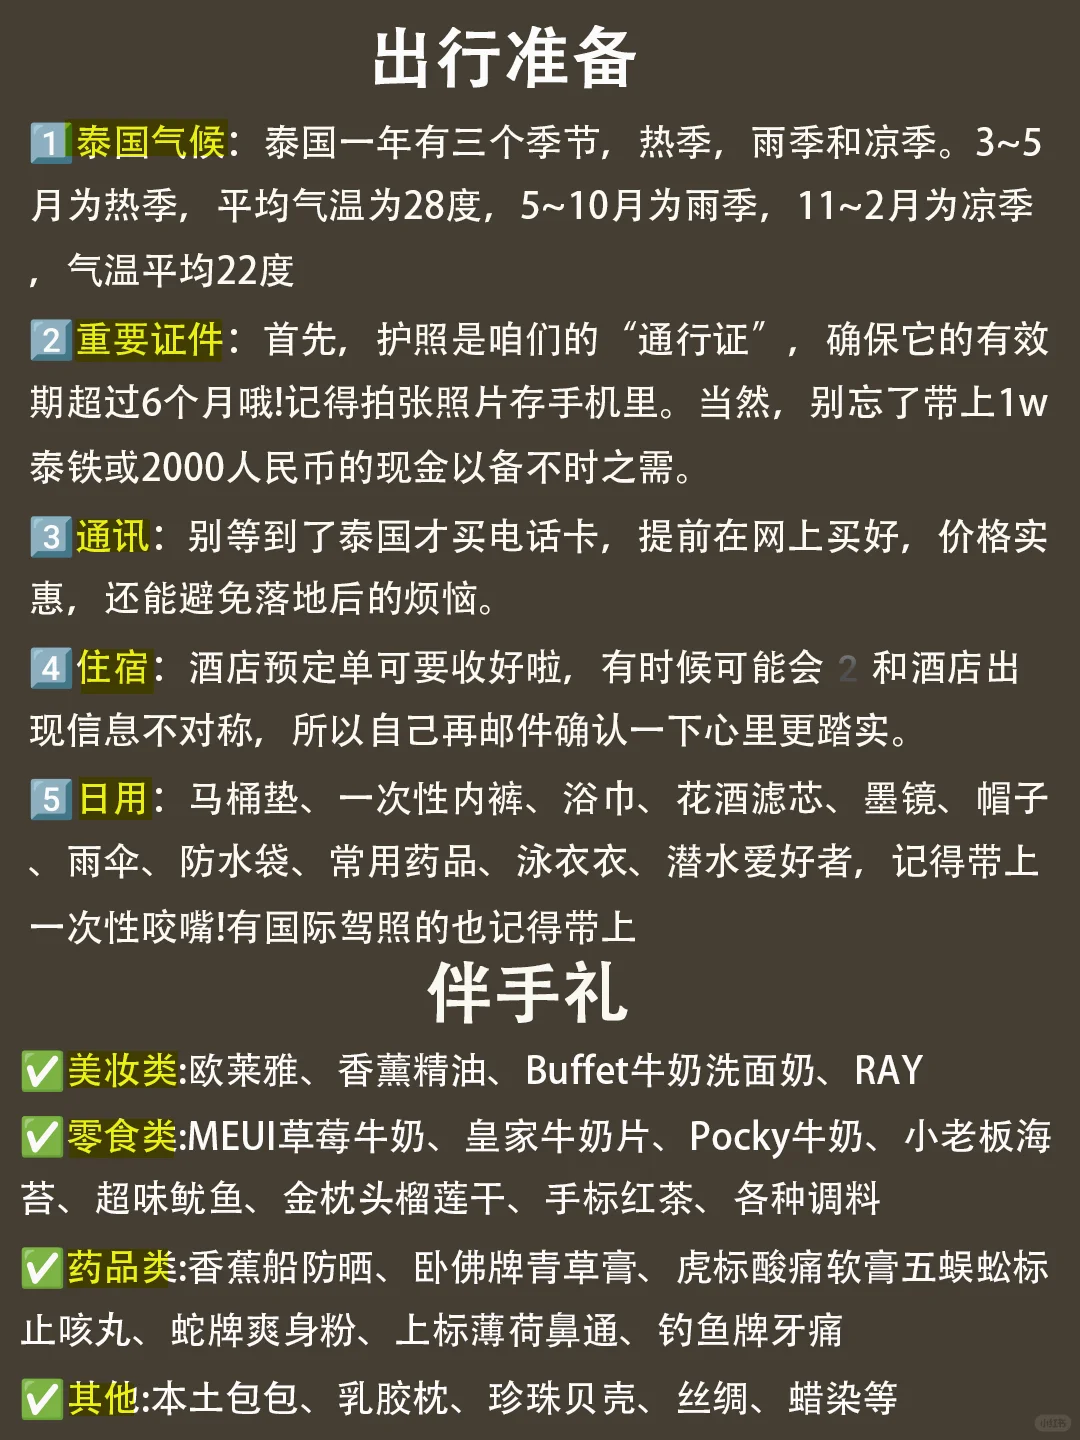 出行准备
1泰国气候：泰国一年有三个季节，热季，雨季和凉季。3~5
月为热季，平均气温为28度，5~10月为雨季，11~2月为凉季
，气温平均22度
2重要证件：首先，护照是咱们的“通行证”，确保它的有效
期超过6个月哦!记得拍张照片存手机里。当然，别忘了带上1w
泰铁或2000人民币的现金以备不时之需。
3通讯：别等到了泰国才买电话卡，提前在网上买好，价格实
惠，还能避免落地后的烦恼。
4住宿：酒店预定单可要收好啦，有时候可能会 2 和酒店出
现信息不对称，所以自己再邮件确认一下心里更踏实。
5日用：马桶垫、一次性内裤、浴巾、花洒滤芯、墨镜、帽子
、雨伞、防水袋、常用药品、泳衣衣、潜水爱好者，记得带上
一次性咬嘴!有国际驾照的也记得带上
伴手礼
✅美妆类:欧莱雅、香薰精油、Buffet牛奶洗面奶、RAY
✅零食类:MEUI草莓牛奶、皇家牛奶片、Pocky牛奶、小老板海
苔、超味鱿鱼、金枕头榴莲干、手标红茶、各种调料
✅药品类:香蕉船防晒、卧佛牌青草膏、虎标酸痛软膏五蜈蚣标
止咳丸、蛇牌爽身粉、上标薄荷鼻通、钓鱼牌牙痛
✅其他:本土包包、乳胶枕、珍珠贝壳、丝绸、蜡染等
小红书